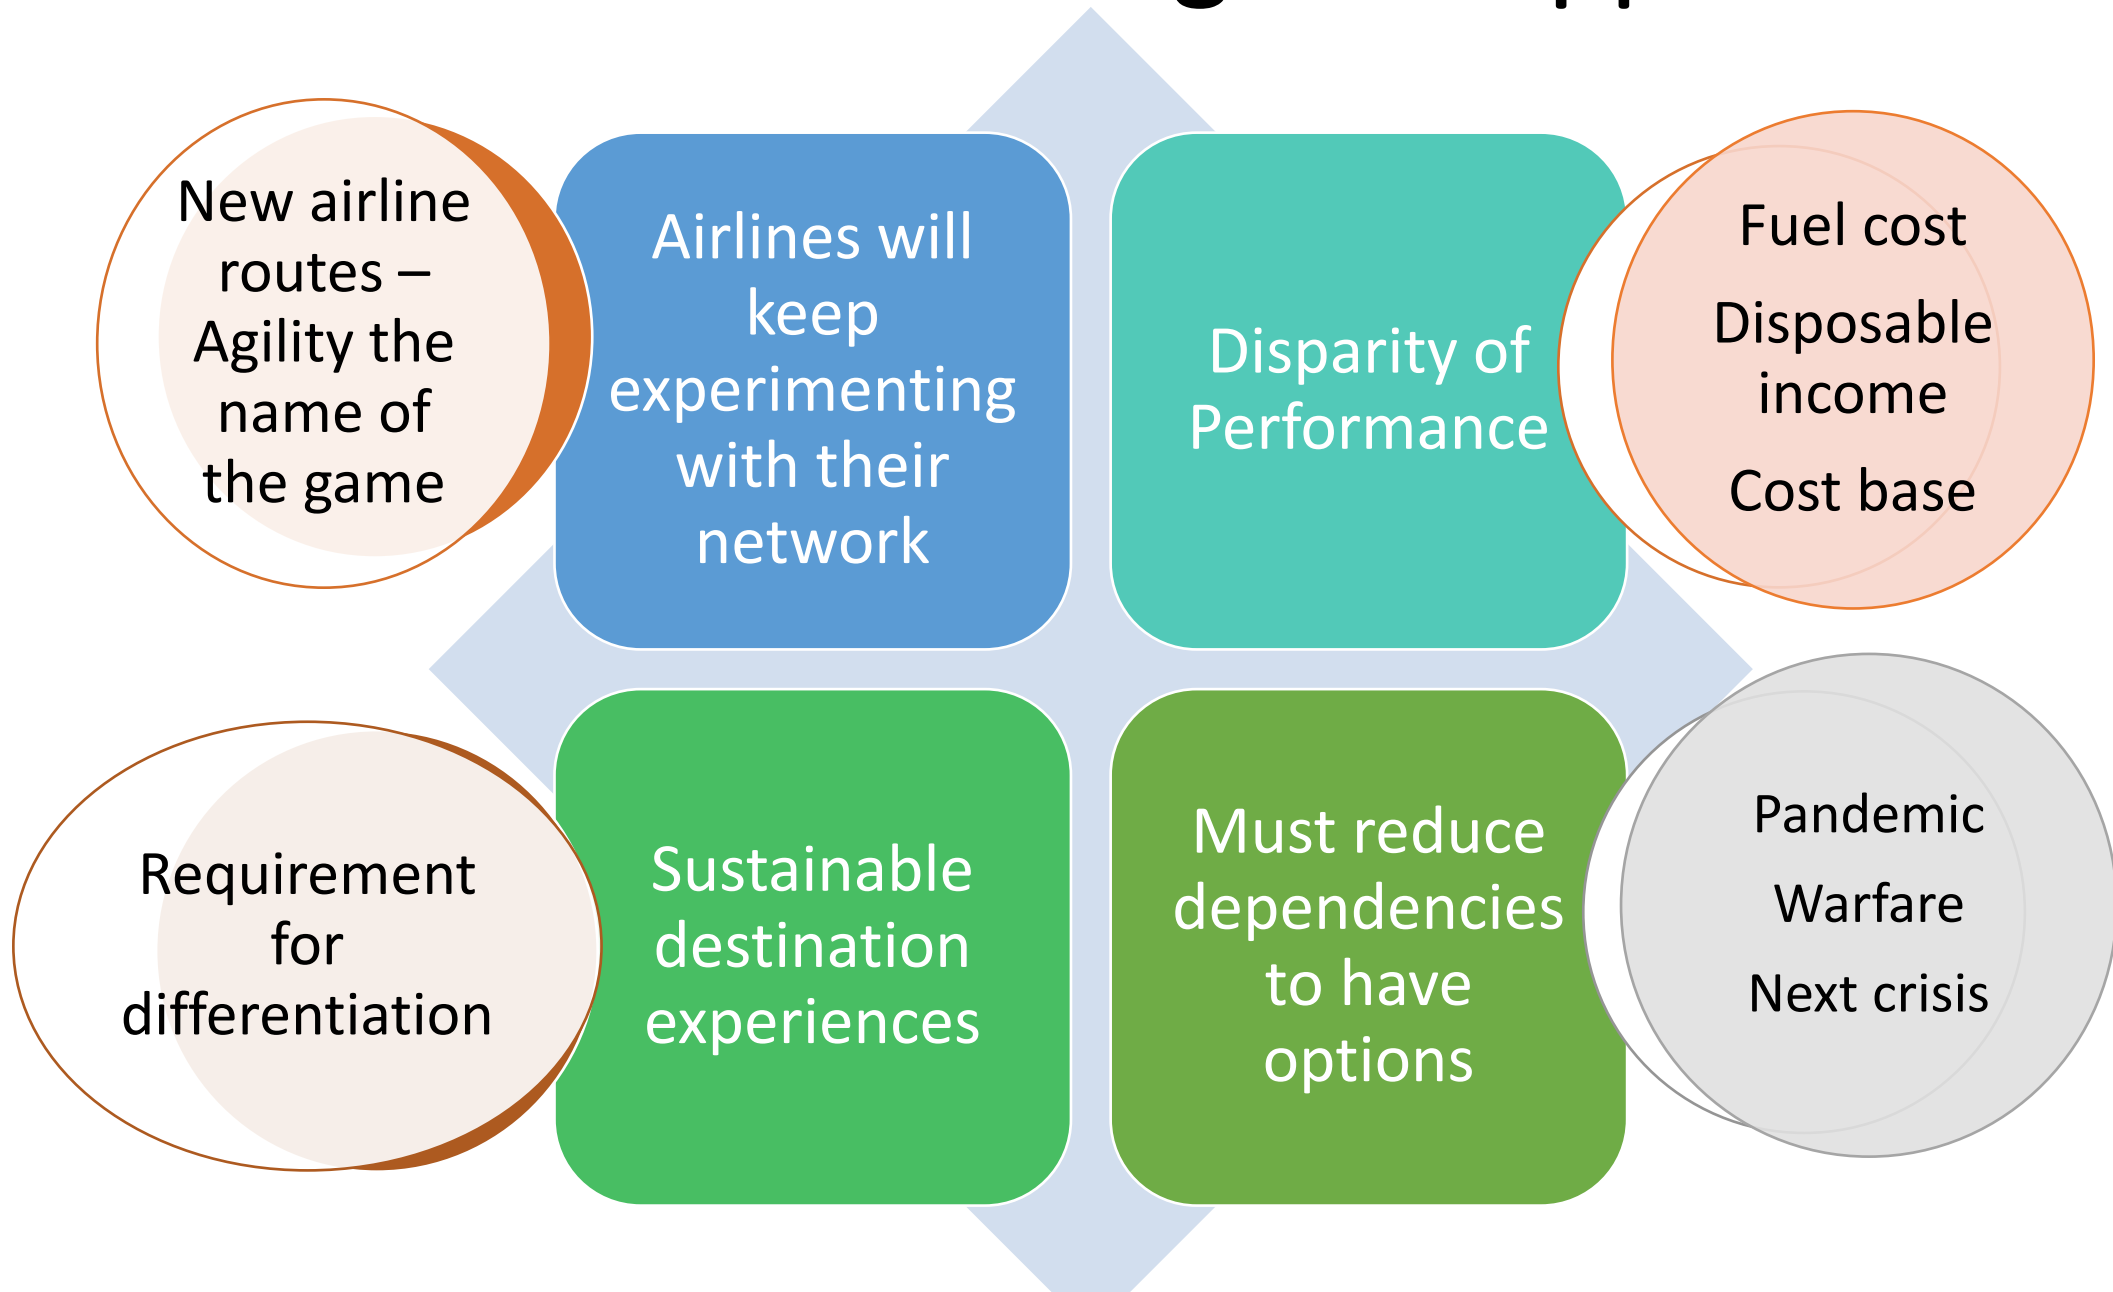 New airline
routes –
Agility the
name of
the game
Airlines will
keep
experimenting
with their
network
Disparity of
Performance
Fuel cost
Disposable
income
Cost base
Requirement
for
differentiation
Sustainable
destination
experiences
Must reduce
dependencies
to have
options
Pandemic
Warfare
Next crisis